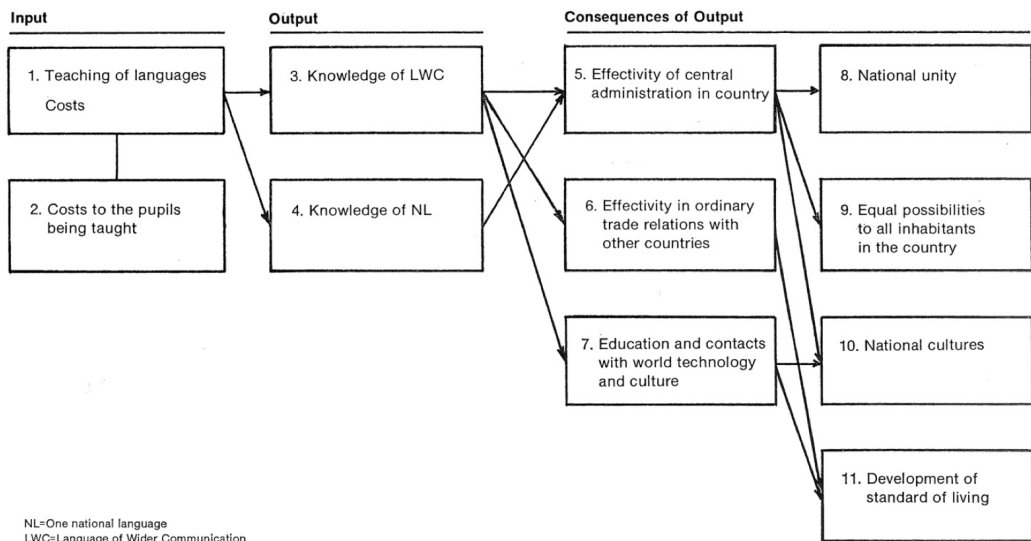 Input
Output
Consequences of Output
1. Teaching of languages
Costs
2. Costs to the pupils
being taught
3. Knowledge of LWC
4. Knowledge of NL
5. Effectivity of central
administration in country
6. Effectivity in ordinary
trade relations with
other countries
7. Education and contacts
with world technology
and culture
8. National unity
9. Equal possibilities
to all inhabitants
in the country
10. National cultures
11. Development of
standard of living
NL=One national language
LWC=Language of Wider Communication